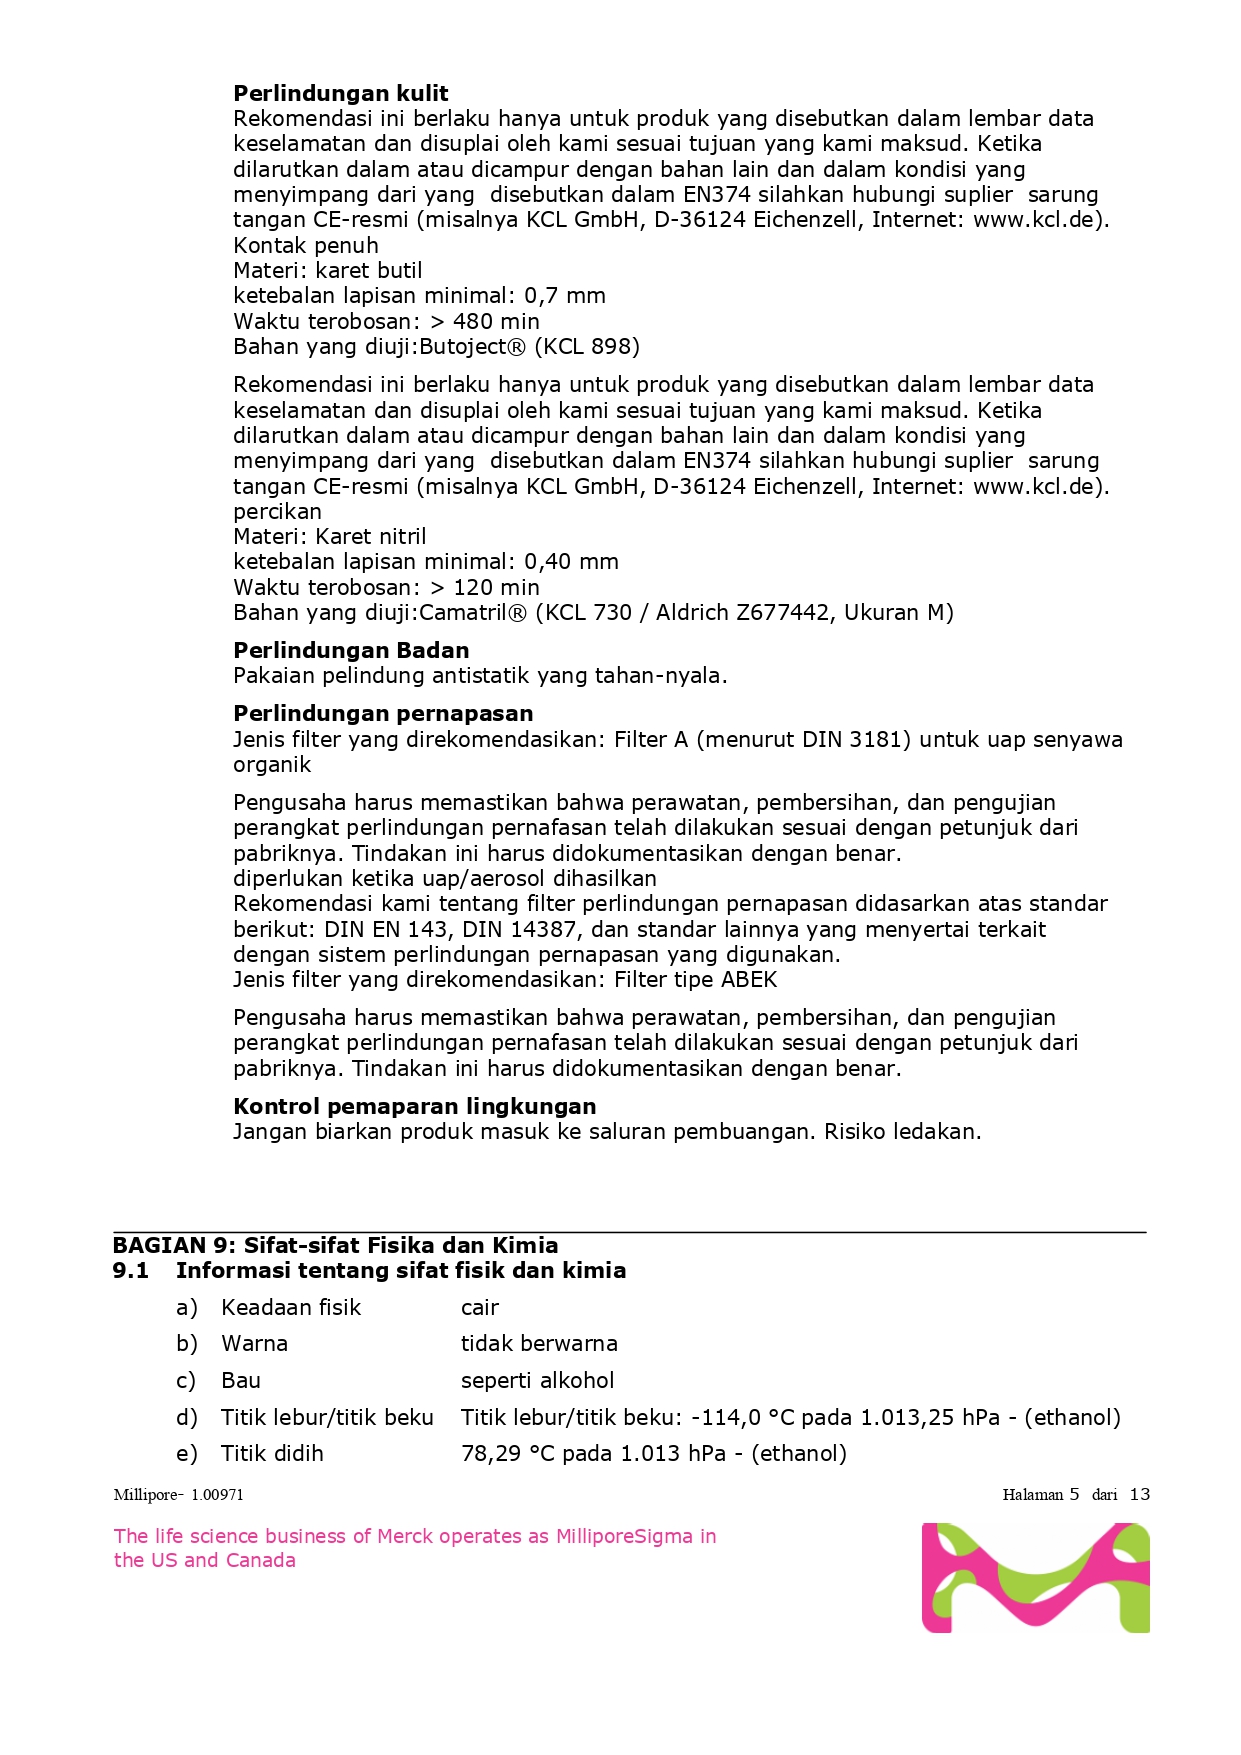 Perlindungan kulit
Rekomendasi ini berlaku hanya untuk produk yang disebutkan dalam lembar data
keselamatan dan disuplai oleh kami sesuai tujuan yang kami maksud. Ketika
dilarutkan dalam atau dicampur dengan bahan lain dan dalam kondisi yang
menyimpang dari yang  disebutkan dalam EN374 silahkan hubungi suplier  sarung
tangan CE-resmi (misalnya KCL GmbH, D-36124 Eichenzell, Internet: www.kcl.de).
Kontak penuh
Materi: karet butil
ketebalan lapisan minimal: 0,7 mm
Waktu terobosan: > 480 min
Bahan yang diuji:Butoject® (KCL 898)
Rekomendasi ini berlaku hanya untuk produk yang disebutkan dalam lembar data
keselamatan dan disuplai oleh kami sesuai tujuan yang kami maksud. Ketika
dilarutkan dalam atau dicampur dengan bahan lain dan dalam kondisi yang
menyimpang dari yang  disebutkan dalam EN374 silahkan hubungi suplier  sarung
tangan CE-resmi (misalnya KCL GmbH, D-36124 Eichenzell, Internet: www.kcl.de).
percikan
Materi: Karet nitril
ketebalan lapisan minimal: 0,40 mm
Waktu terobosan: > 120 min
Bahan yang diuji:Camatril® (KCL 730 / Aldrich Z677442, Ukuran M)
Perlindungan Badan
Pakaian pelindung antistatik yang tahan-nyala.
Perlindungan pernapasan
Jenis filter yang direkomendasikan: Filter A (menurut DIN 3181) untuk uap senyawa
organik
Pengusaha harus memastikan bahwa perawatan, pembersihan, dan pengujian
perangkat perlindungan pernafasan telah dilakukan sesuai dengan petunjuk dari
pabriknya. Tindakan ini harus didokumentasikan dengan benar.
diperlukan ketika uap/aerosol dihasilkan
Rekomendasi kami tentang filter perlindungan pernapasan didasarkan atas standar
berikut: DIN EN 143, DIN 14387, dan standar lainnya yang menyertai terkait
dengan sistem perlindungan pernapasan yang digunakan.
Jenis filter yang direkomendasikan: Filter tipe ABEK
Pengusaha harus memastikan bahwa perawatan, pembersihan, dan pengujian
perangkat perlindungan pernafasan telah dilakukan sesuai dengan petunjuk dari
pabriknya. Tindakan ini harus didokumentasikan dengan benar.
Kontrol pemaparan lingkungan
Jangan biarkan produk masuk ke saluran pembuangan. Risiko ledakan.
BAGIAN 9: Sifat-sifat Fisika dan Kimia
9.1 Informasi tentang sifat fisik dan kimia
a) Keadaan fisik cair
b) Warna tidak berwarna
c) Bau seperti alkohol
d) Titik lebur/titik beku Titik lebur/titik beku: -114,0 °C pada 1.013,25 hPa - (ethanol)
e) Titik didih 78,29 °C pada 1.013 hPa - (ethanol)
Millipore- 1.00971 Halaman 5 dari 13
The life science business of Merck operates as MilliporeSigma in
the US and Canada